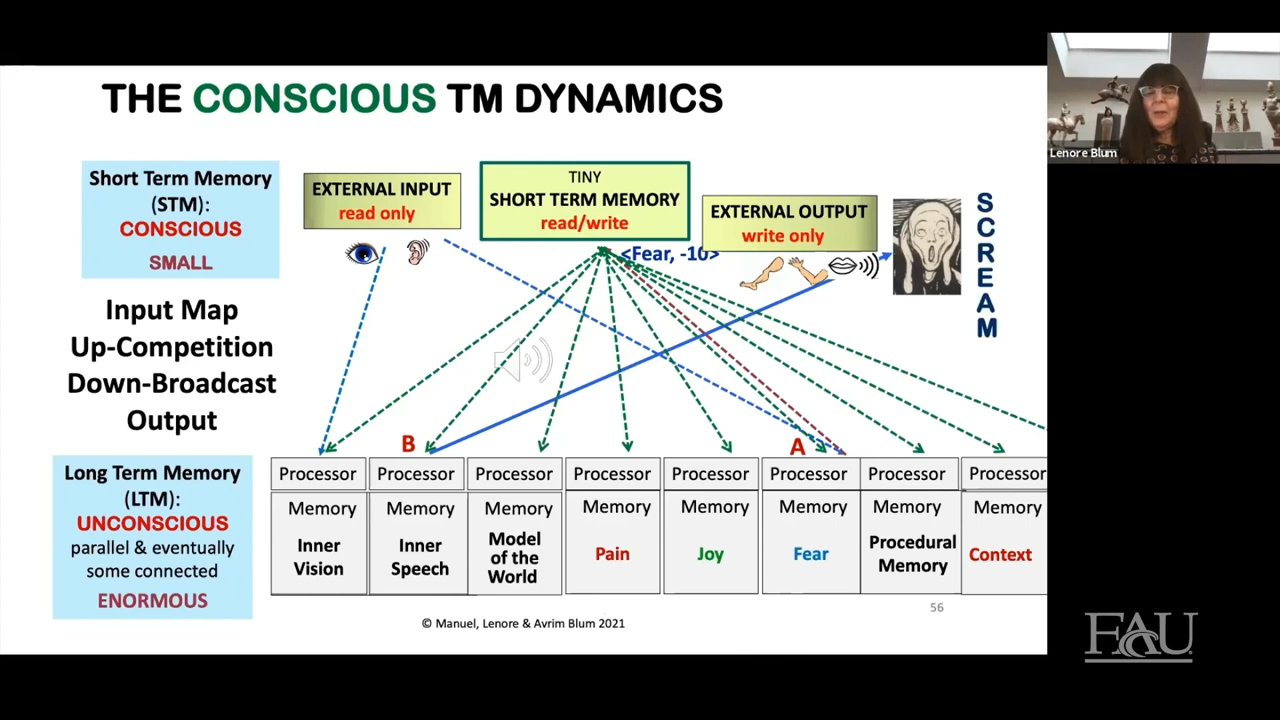 THE CONSCIOUS TM DYNAMICS
Lenore Blum
Short Term Memory
(STM):
CONSCIOUS
SMALL
EXTERNAL INPUT
read only
TINY
SHORT TERM MEMORY
read/write
EXTERNAL OUTPUT
write only
<Fear, -10>
SCREAM
Input Map
Up-Competition
Down-Broadcast
Output
B
A
Long Term Memory
(LTM):
UNCONSCIOUS
parallel & eventually
some connected
ENORMOUS
Processor Processor Processor Processor Processor Processor Processor Processor
Memory Memory Memory Memory Memory Memory Memory Memory
Inner
Vision
Inner
Speech
Model
of the
World
Pain
Joy
Fear
Procedural
Memory
Context
56
© Manuel, Lenore & Avrim Blum 2021
FAU